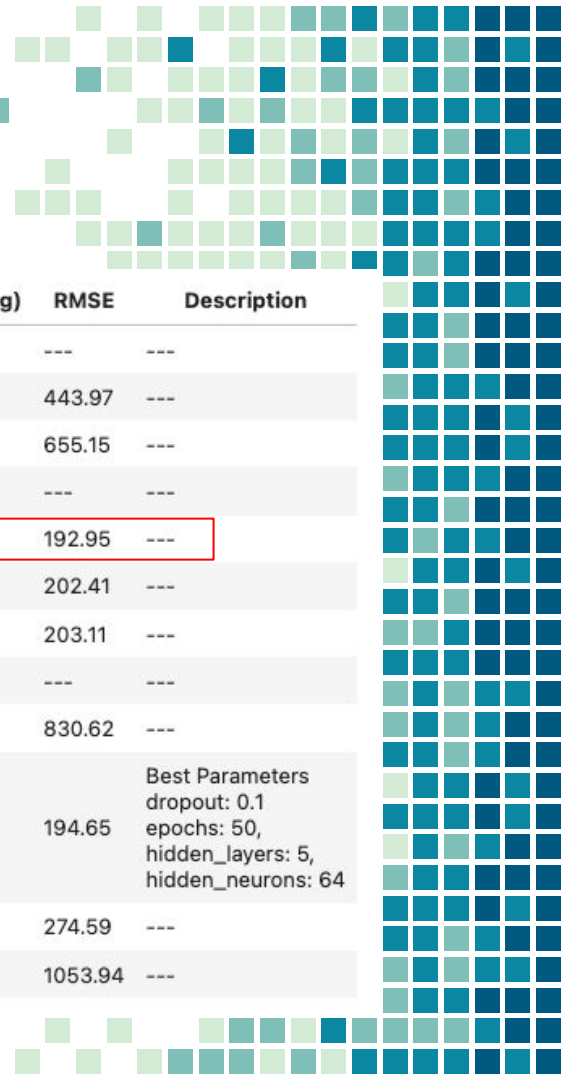 g) RMSE Description
--- ---
443.97 ---
655.15 ---
--- ---
192.95 ---
202.41 ---
203.11 ---
--- ---
830.62 ---
194.65 Best Parameters
dropout: 0.1
epochs: 50,
hidden_layers: 5,
hidden_neurons: 64
274.59 ---
1053.94 ---